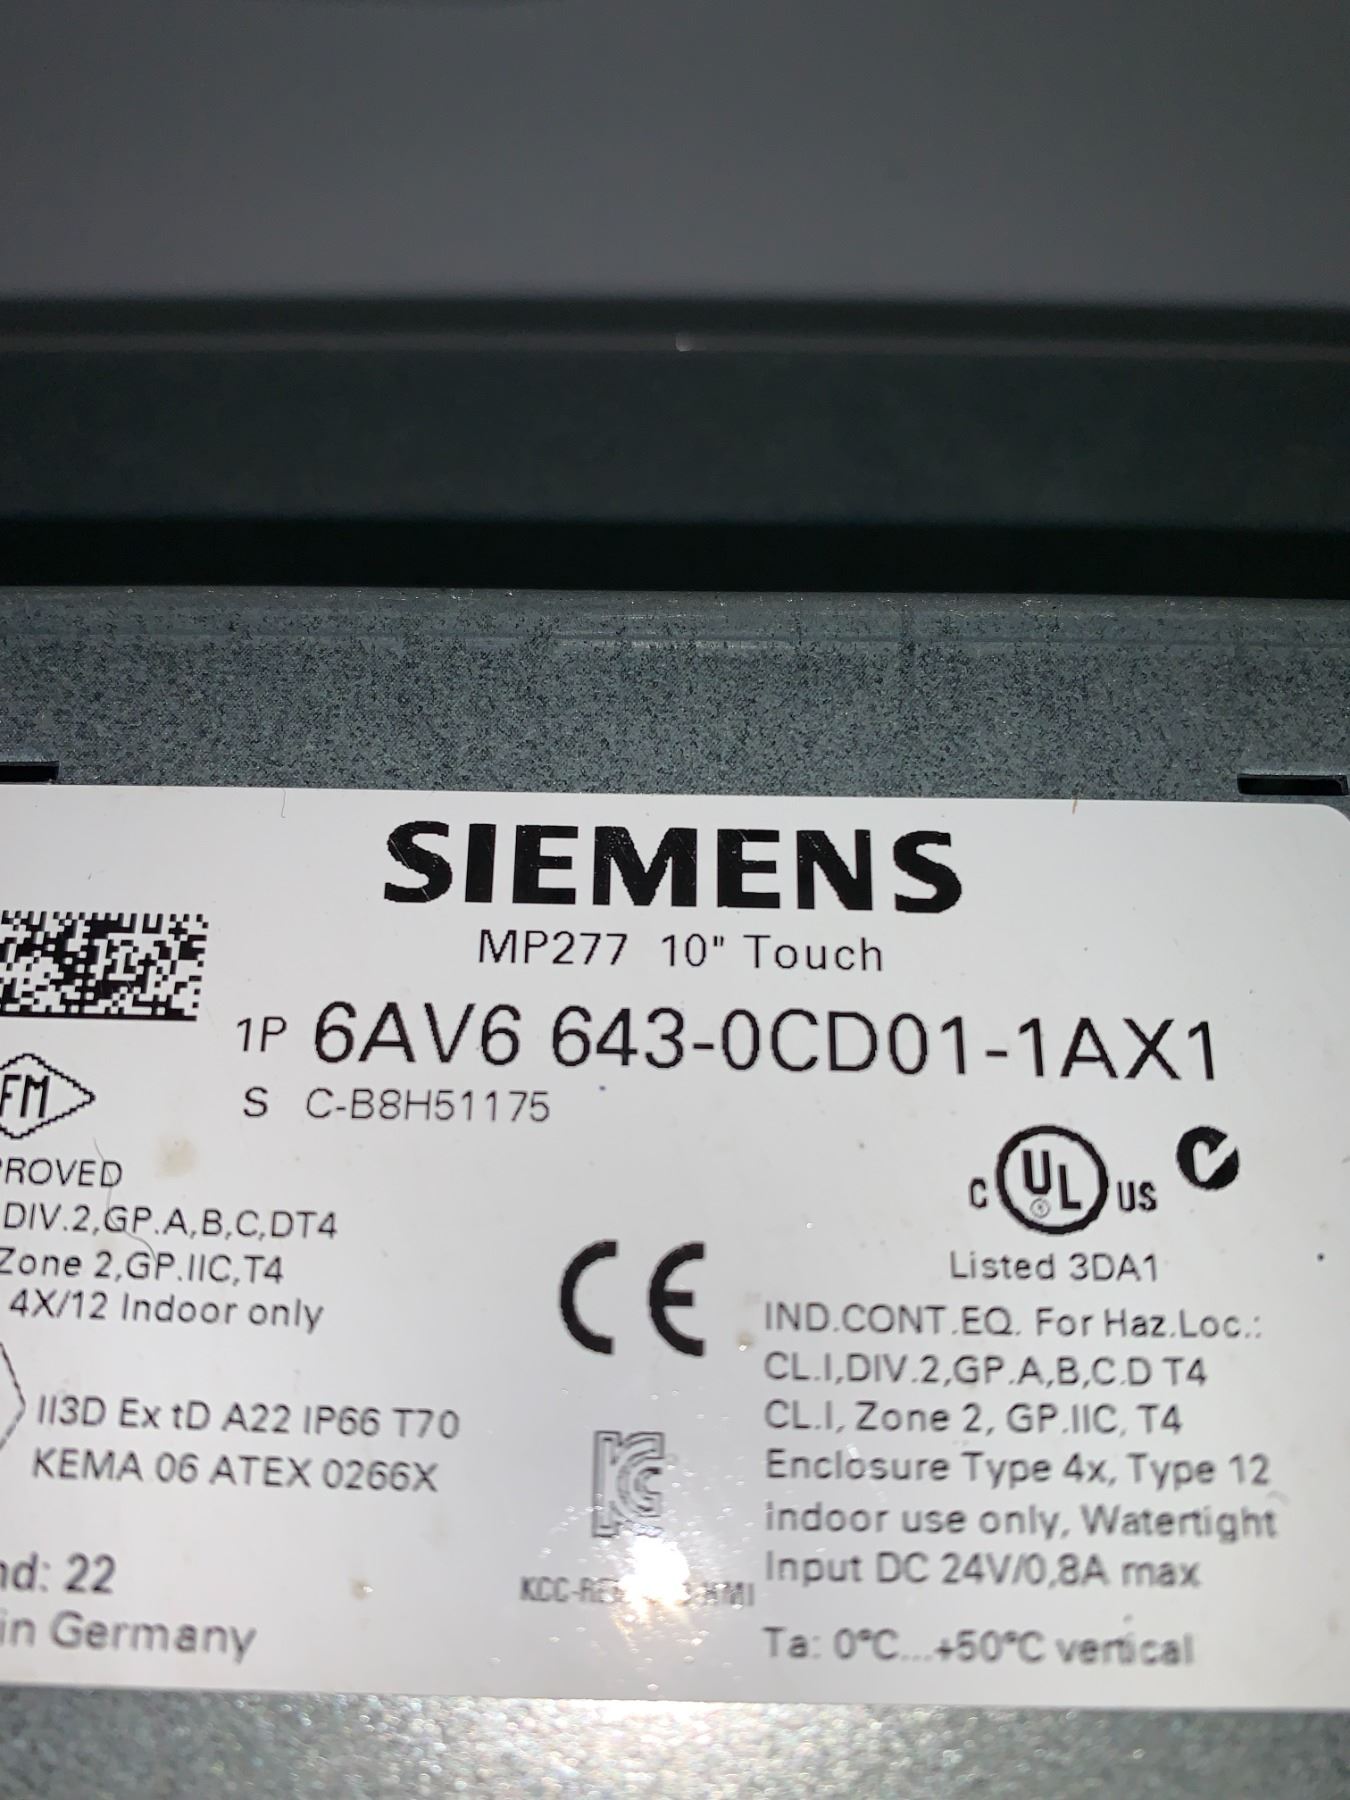 SIEMENS
MP277 10" Touch
1P 6AV6 643-0CD01-1AX1
S C-B8H51175
FM
PROVED
DIV.2,GP.A,B,C,DT4
Zone 2,GP.IIC,T4
4X/12 Indoor only
II3D Ex tD A22 IP66 T70
KEMA 06 ATEX 0266X
nd: 22
in Germany
CE
KCC-
C UL US
Listed 3DA1
IND.CONT.EQ. For Haz.Loc.:
CL.I,DIV.2,GP.A,B,C.D T4
CL.I, Zone 2, GP.IIC, T4
Enclosure Type 4x, Type 12
indoor use only, Watertight
Input DC 24V/0,8A max
Ta: 0°C...+50°C vertical